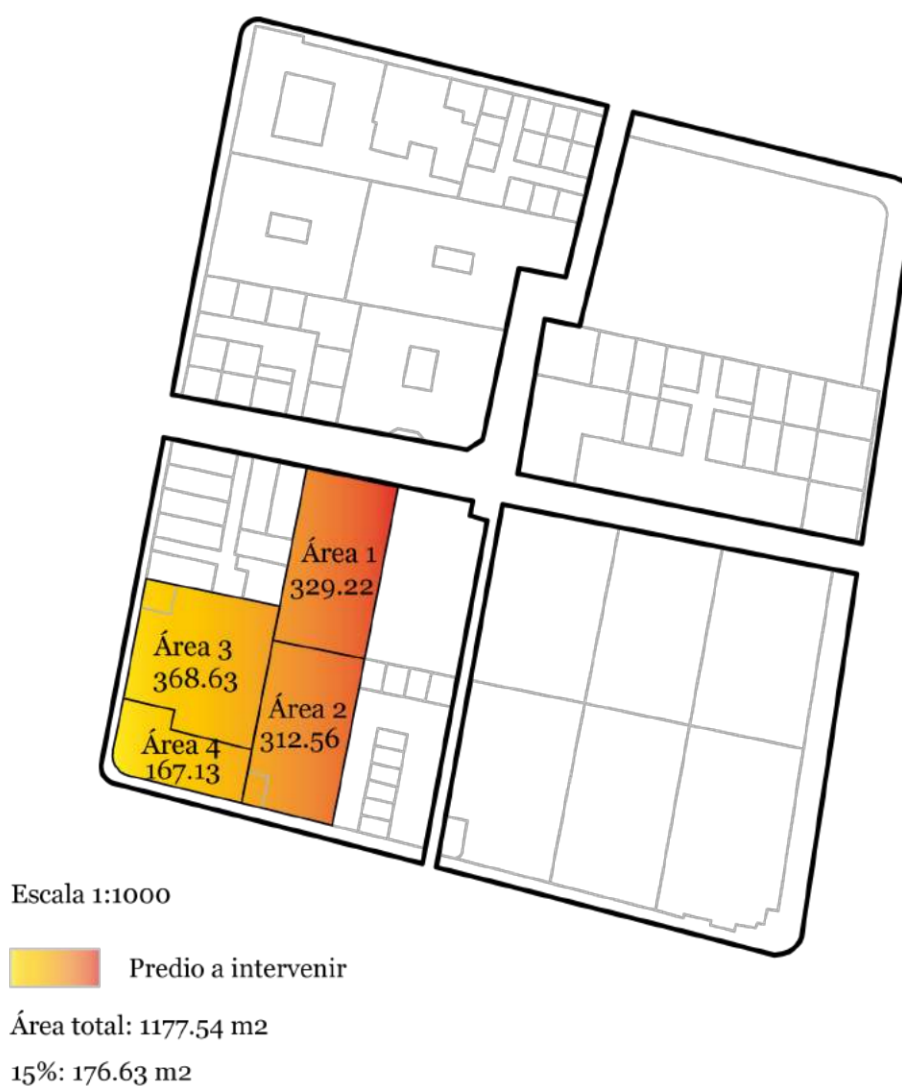 Área 1
329.22
Área 3
368.63
Área 2
312.56
Área 4
167.13
Escala 1:1000
Predio a intervenir
Área total: 1177.54 m2
15%: 176.63 m2